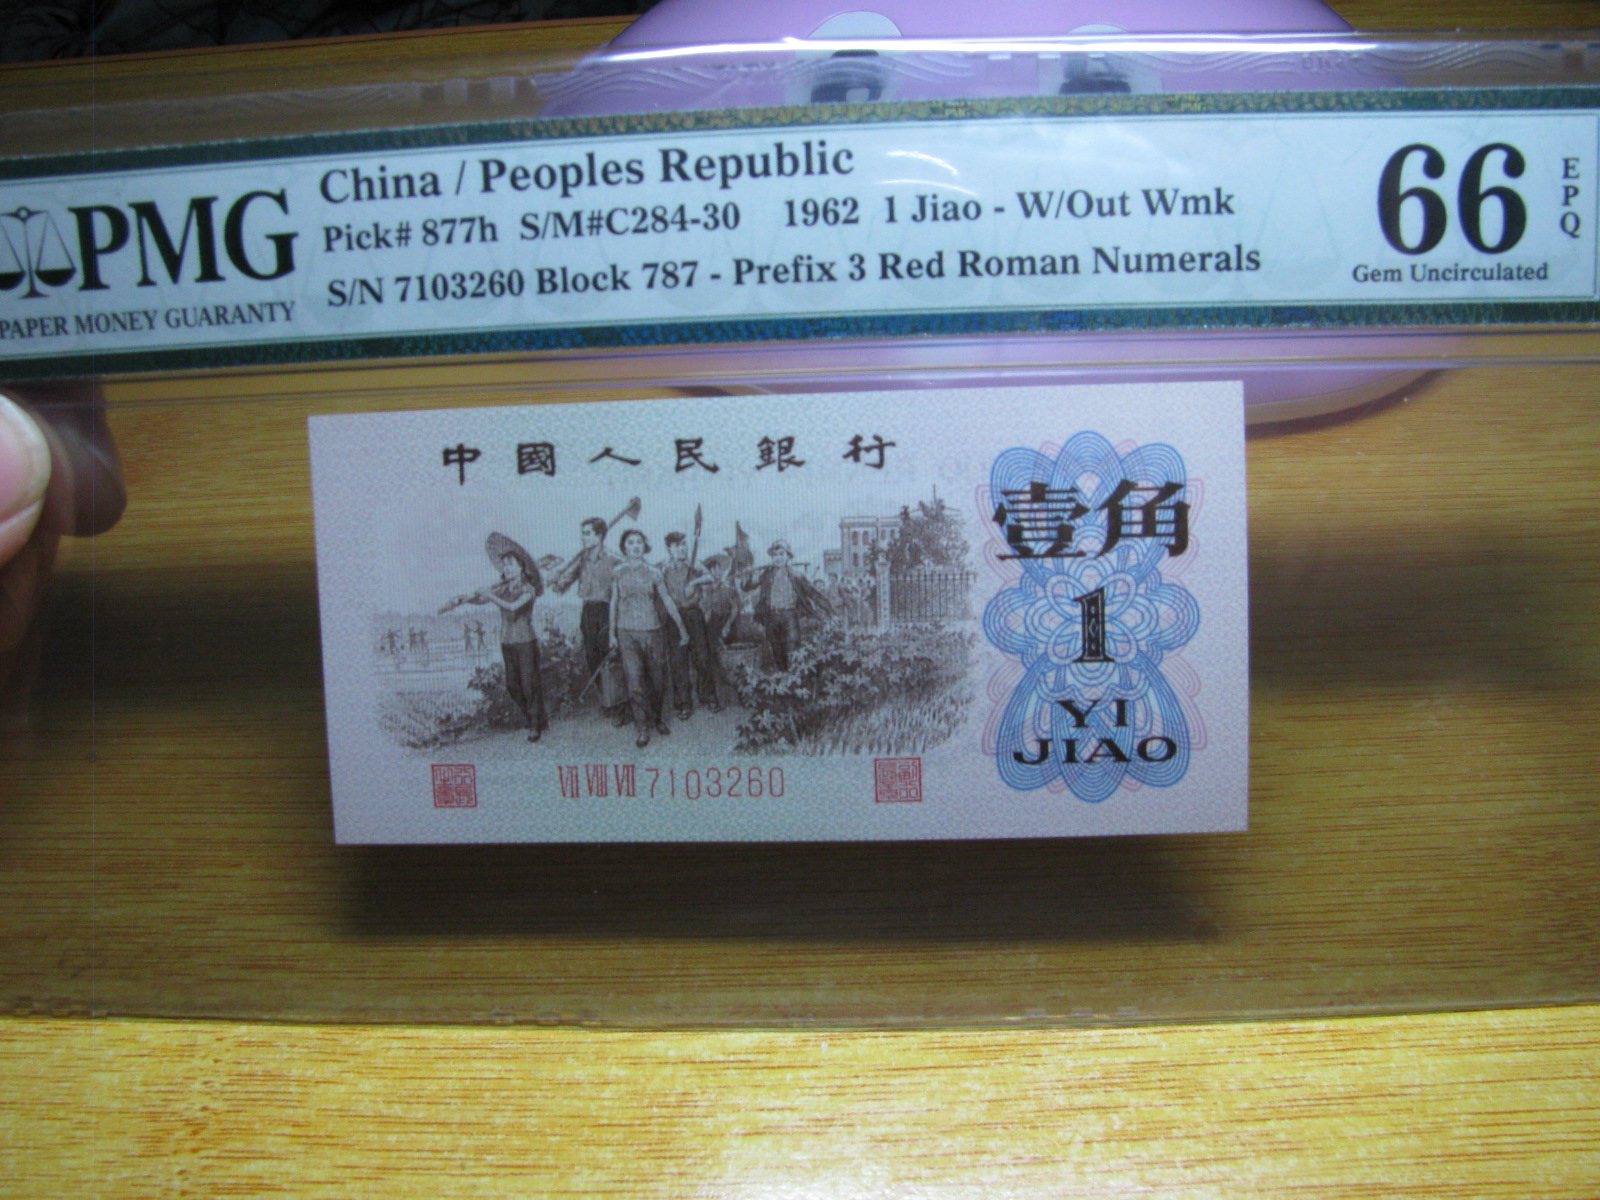 PMG
PAPER MONEY GUARANTY
China / Peoples Republic
Pick# 877h S/M#C284-30 1962 1 Jiao - W/Out Wmk
S/N 7103260 Block 787 - Prefix 3 Red Roman Numerals
66
EPQ
Gem Uncirculated
中國人民銀行
壹角
1
YI
JIAO
VII VIII VII 7103260